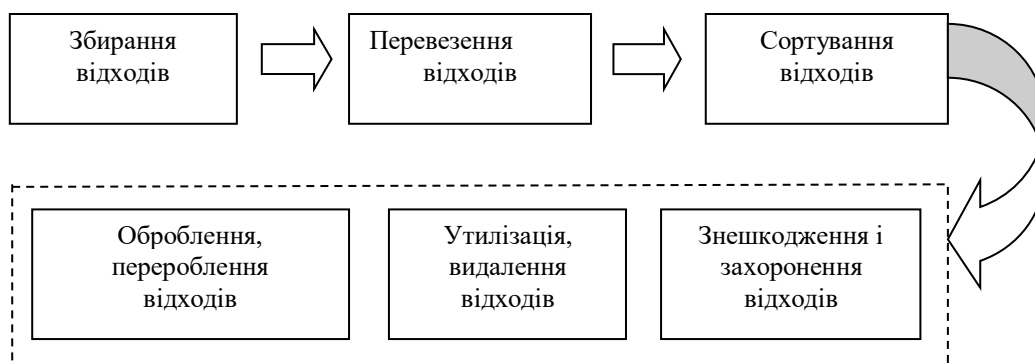 Збирання
відходів
Перевезення
відходів
Сортування
відходів
Оброблення,
перероблення
відходів
Утилізація,
видалення
відходів
Знешкодження і
захоронення
відходів